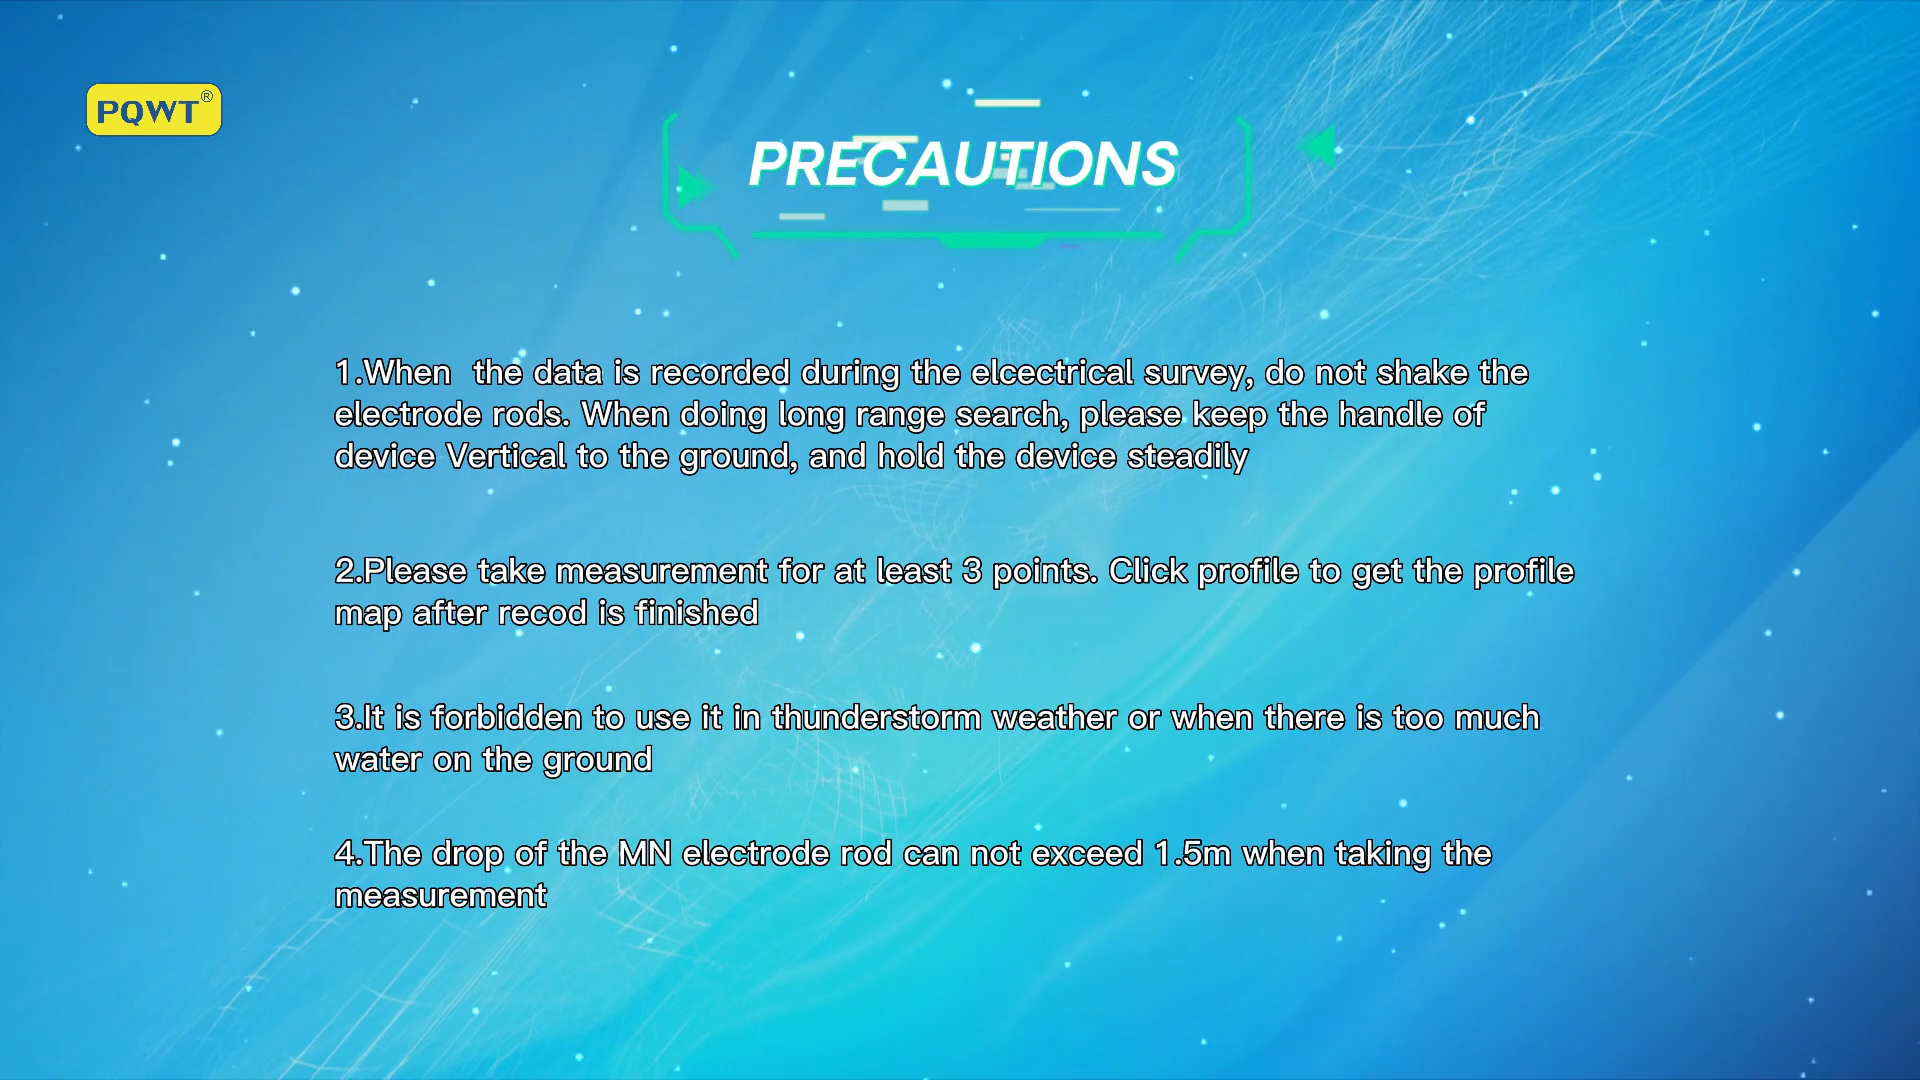 PQWT®
PRECAUTIONS
1.When  the data is recorded during the elcectrical survey, do not shake the
electrode rods. When doing long range search, please keep the handle of
device Vertical to the ground, and hold the device steadily
2.Please take measurement for at least 3 points. Click profile to get the profile
map after recod is finished
3.It is forbidden to use it in thunderstorm weather or when there is too much
water on the ground
4.The drop of the MN electrode rod can not exceed 1.5m when taking the
measurement